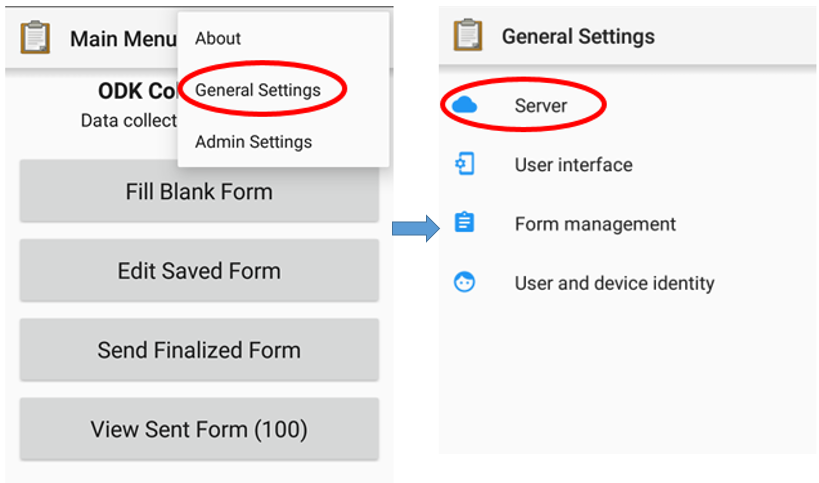 Main Menu
About
ODK Col
General Settings
Data collect
Admin Settings
Fill Blank Form
Edit Saved Form
Send Finalized Form
View Sent Form (100)
General Settings
Server
User interface
Form management
User and device identity